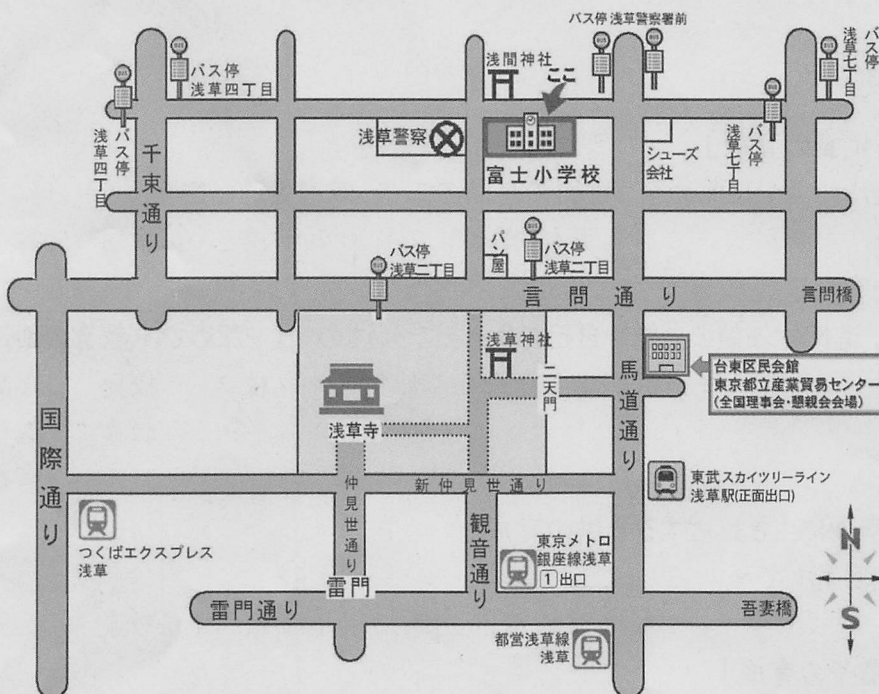 バス停 浅草警察署前
バス停
浅草四丁目
浅間神社
ここ
バス停
浅草七丁目
バス停
浅草四丁目
浅草警察
富士小学校
シューズ
会社
バス停
浅草七丁目
千束通り
パン屋
バス停
浅草二丁目
バス停
浅草二丁目
言問通り
言問橋
浅草神社
二天門
馬道通り
台東区民会館
東京都立産業貿易センター
(全国理事会・懇親会会場)
浅草寺
国際通り
仲見世通り
新仲見世通り
東武スカイツリーライン
浅草駅(正面出口)
観音通り
つくばエクスプレス
浅草
東京メトロ
銀座線浅草
1出口
雷門
雷門通り
吾妻橋
都営浅草線
浅草
N
S